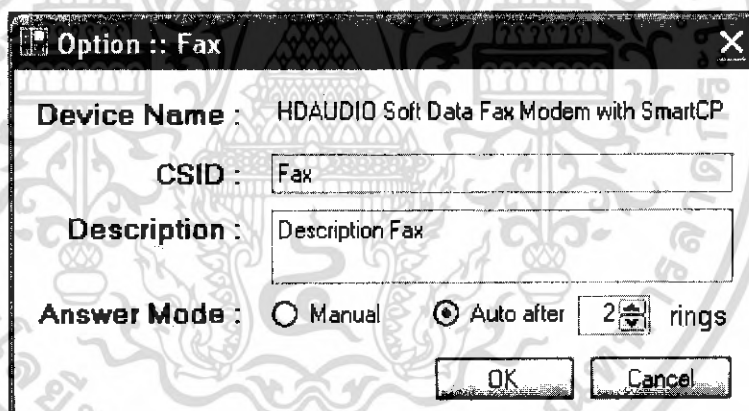 Option :: Fax
Device Name : HDAUDIO Soft Data Fax Modem with SmartCP
CSID : Fax
Description : Description Fax
Answer Mode : Manual Auto after 2 rings
OK Cancel